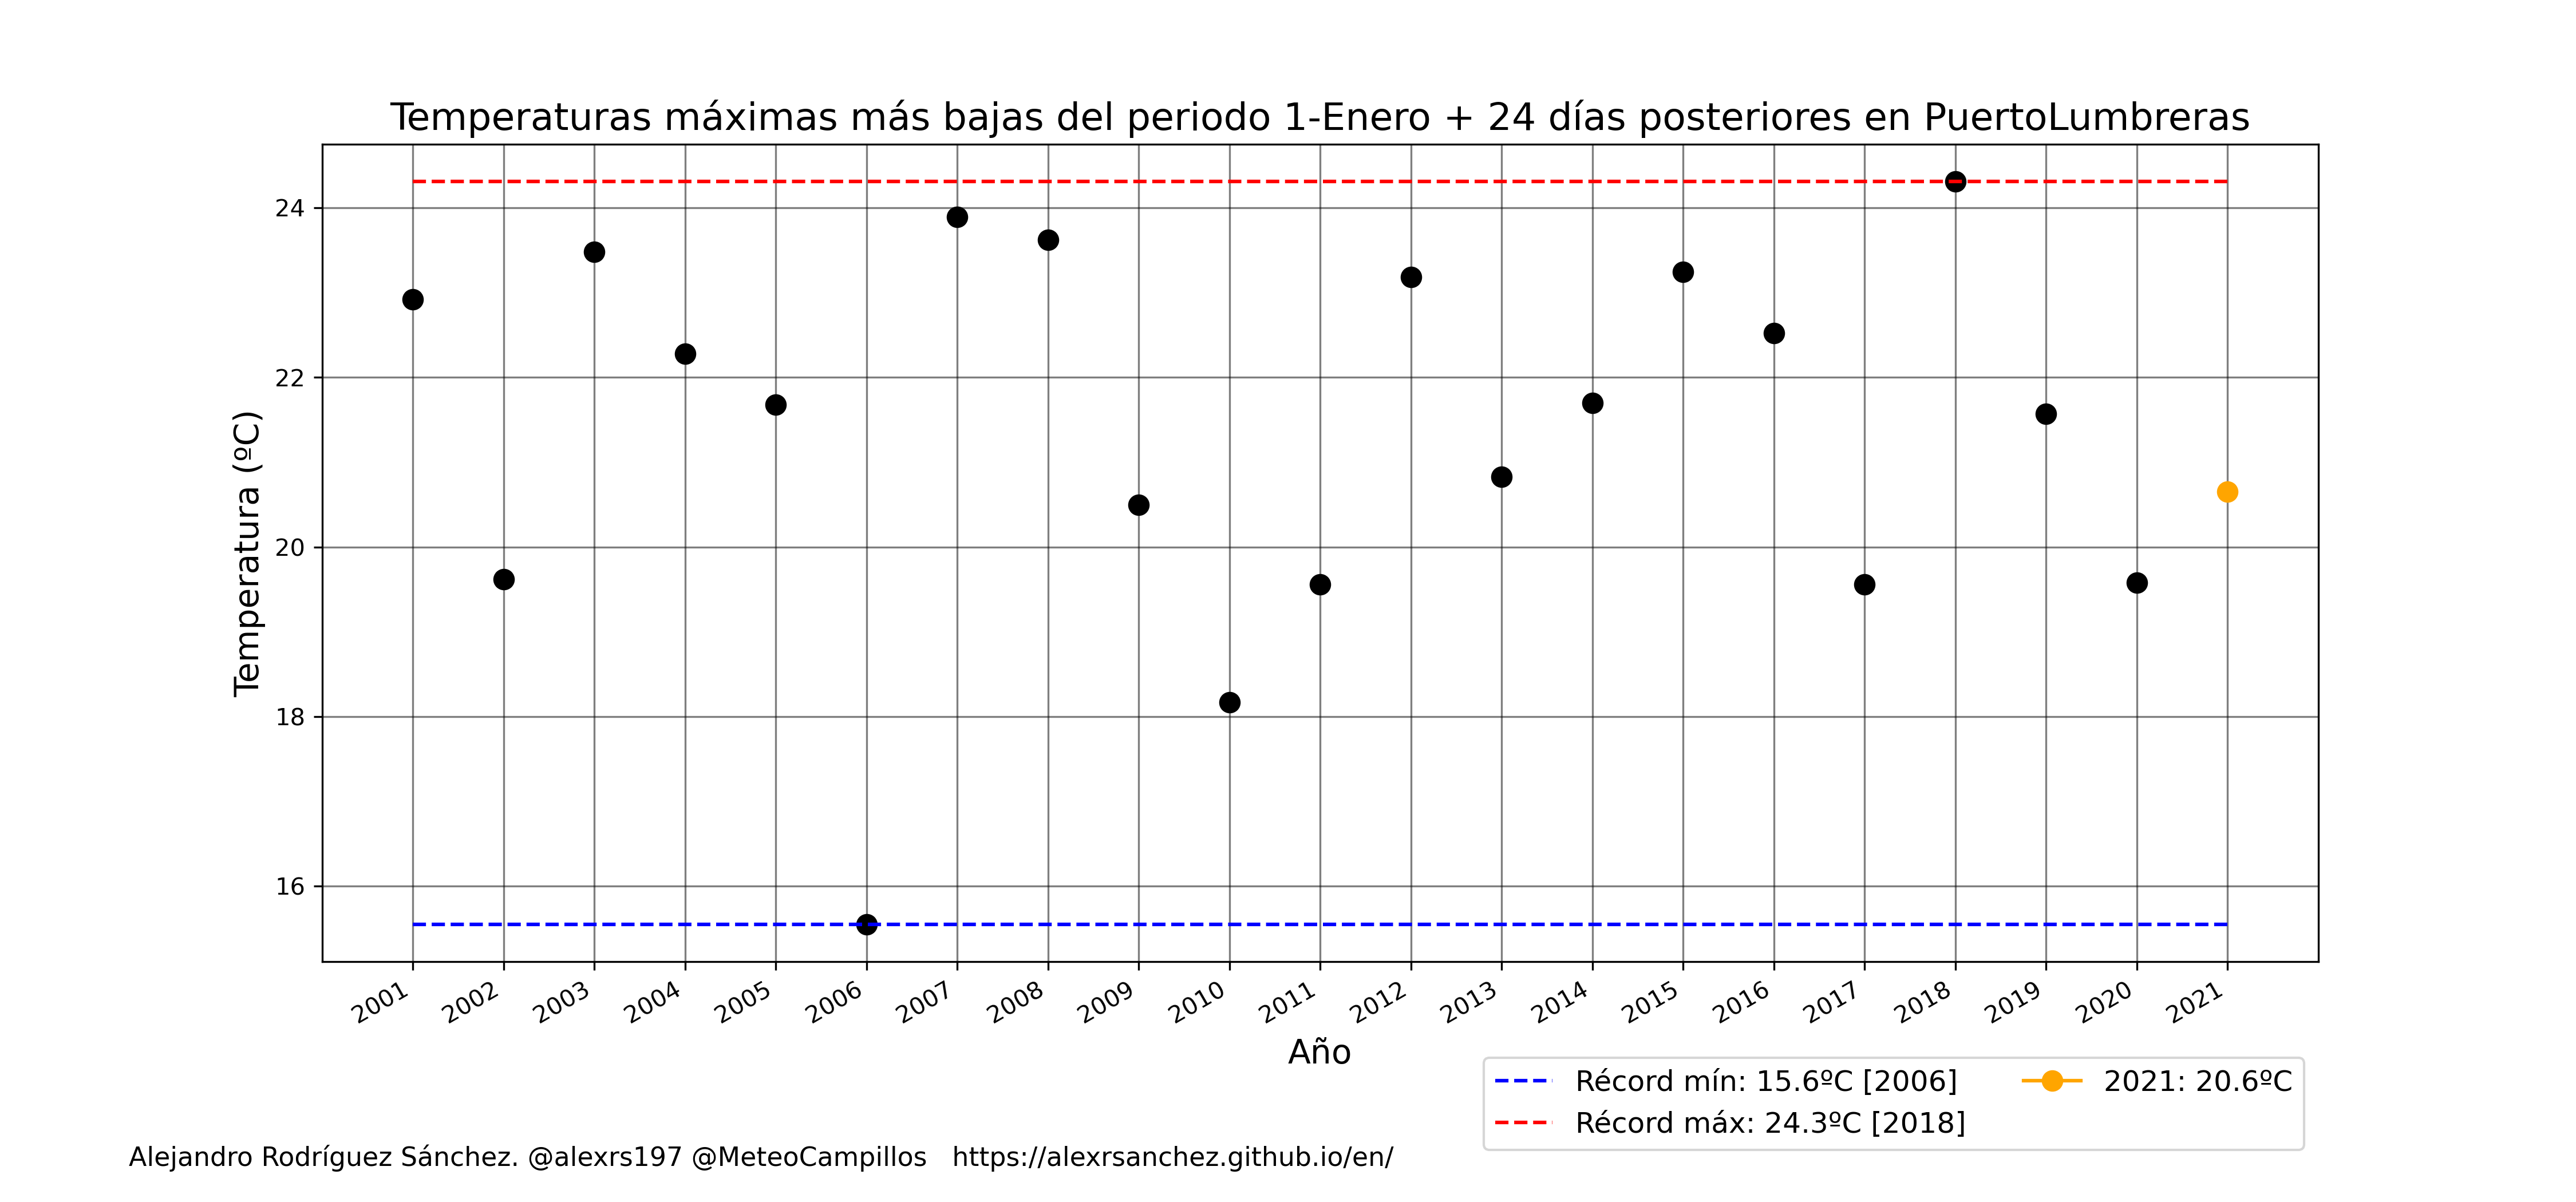 Temperaturas máximas más bajas del periodo 1-Enero + 24 días posteriores en PuertoLumbreras
Temperatura (ºC)
24
22
20
18
16
2001 2002 2003 2004 2005 2006 2007 2008 2009 2010 2011 2012 2013 2014 2015 2016 2017 2018 2019 2020 2021
Año
Récord mín: 15.6ºC [2006]
Récord máx: 24.3ºC [2018]
2021: 20.6ºC
Alejandro Rodríguez Sánchez. @alexrs197 @MeteoCampillos https://alexrsanchez.github.io/en/